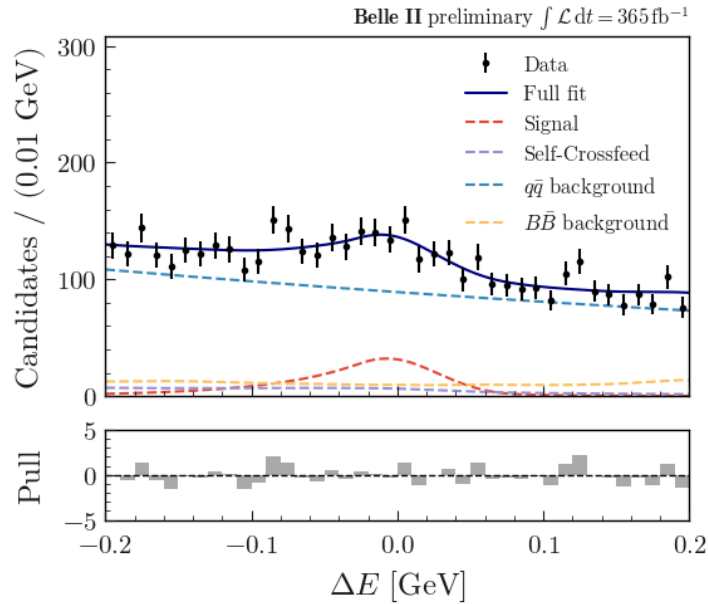 Belle II preliminary ∫ ℒ dt = 365 fb⁻¹
300
200
100
0
Candidates / (0.01 GeV)
Data
Full fit
Signal
Self-Crossfeed
qq̄ background
BB̄ background
5
0
−5
Pull
−0.2 −0.1 0.0 0.1 0.2
ΔE [GeV]